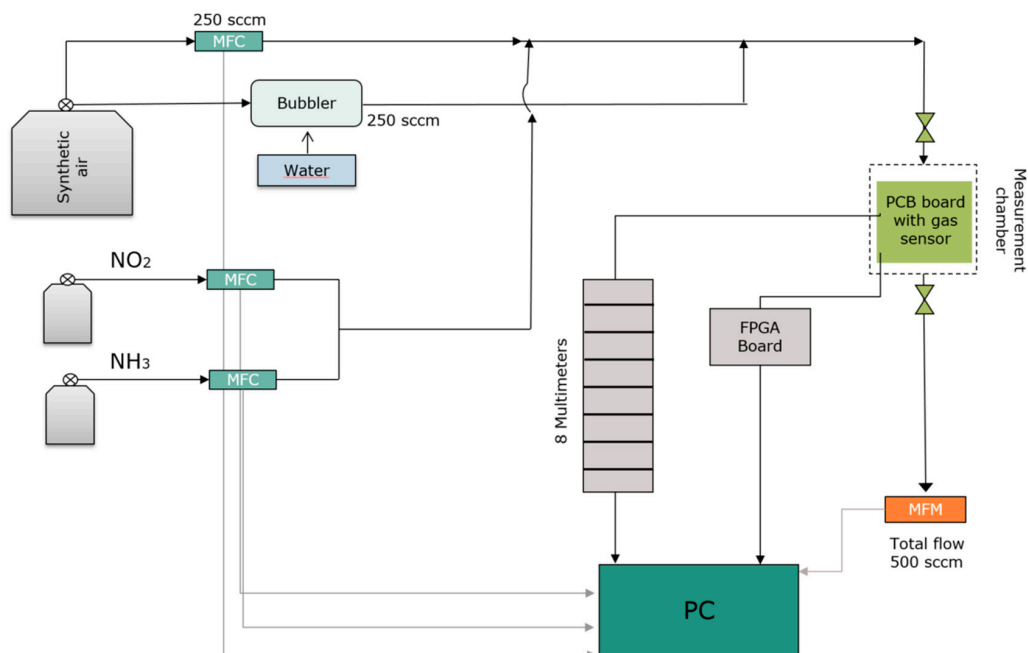 250 sccm
MFC
Bubbler
250 sccm
Water
Synthetic
air
NO₂
MFC
NH₃
MFC
PCB board
with gas
sensor
Measurement
chamber
8 Multimeters
FPGA
Board
MFM
Total flow
500 sccm
PC